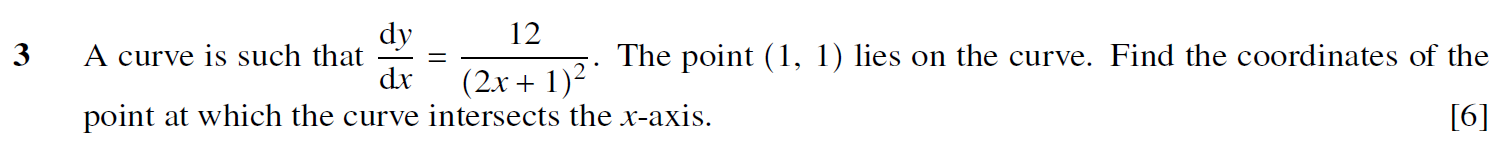 3 A curve is such that dy/dx = 12/(2x + 1)². The point (1, 1) lies on the curve. Find the coordinates of the
point at which the curve intersects the x-axis. [6]